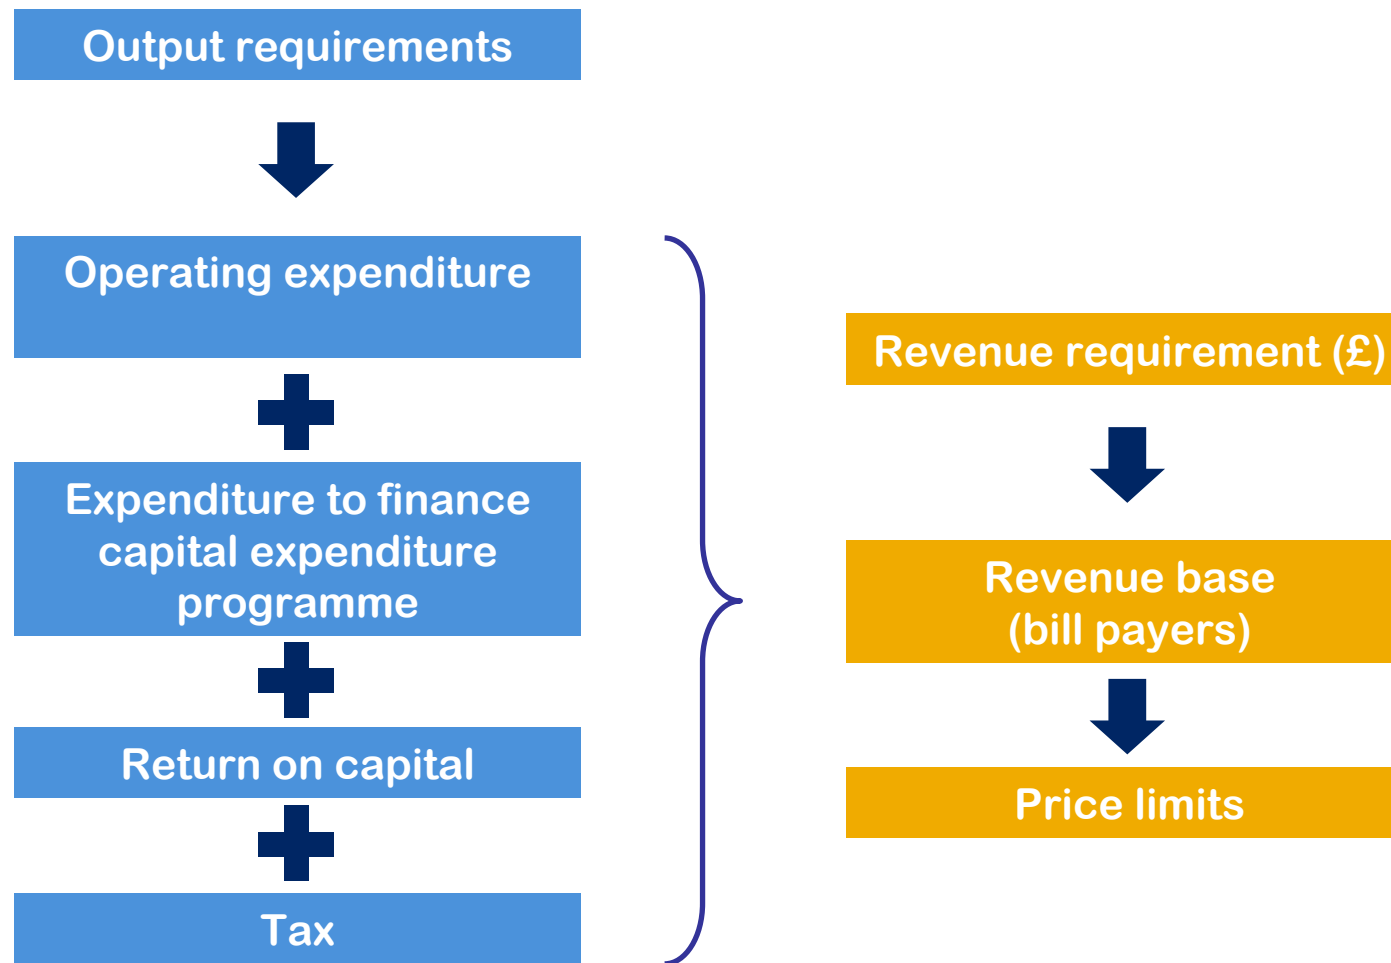 Output requirements
Operating expenditure
Expenditure to finance
capital expenditure
programme
Return on capital
Tax
Revenue requirement (£)
Revenue base
(bill payers)
Price limits